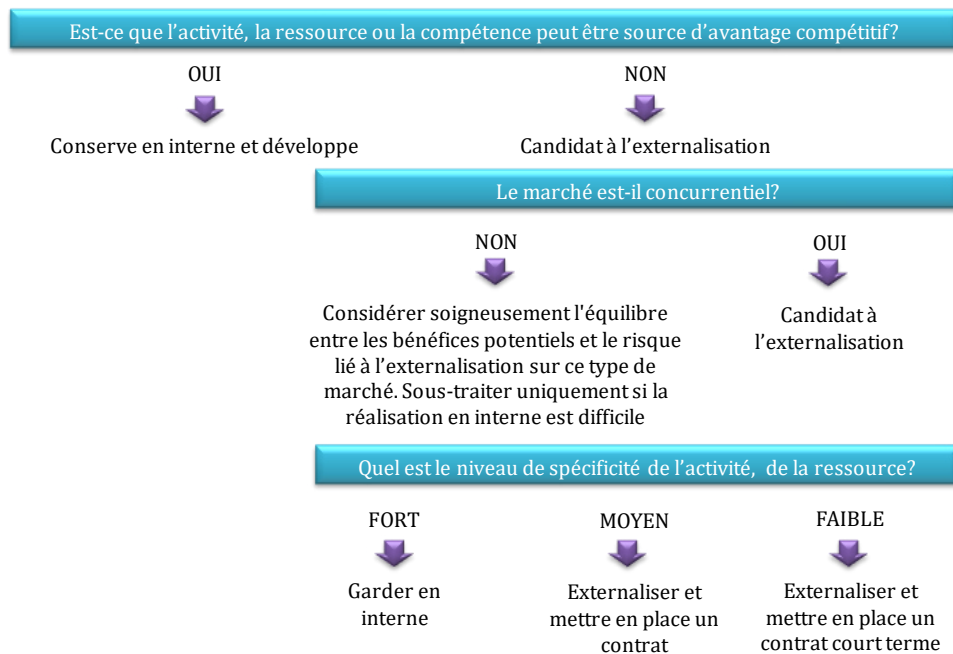 Est-ce que l’activité, la ressource ou la compétence peut être source d’avantage compétitif?
OUI
NON
Conserve en interne et développe
Candidat à l’externalisation
Le marché est-il concurrentiel?
NON
OUI
Considérer soigneusement l'équilibre
entre les bénéfices potentiels et le risque
lié à l’externalisation sur ce type de
marché. Sous-traiter uniquement si la
réalisation en interne est difficile
Candidat à
l’externalisation
Quel est le niveau de spécificité de l’activité, de la ressource?
FORT
MOYEN
FAIBLE
Garder en
interne
Externaliser et
mettre en place un
contrat
Externaliser et
mettre en place un
contrat court terme